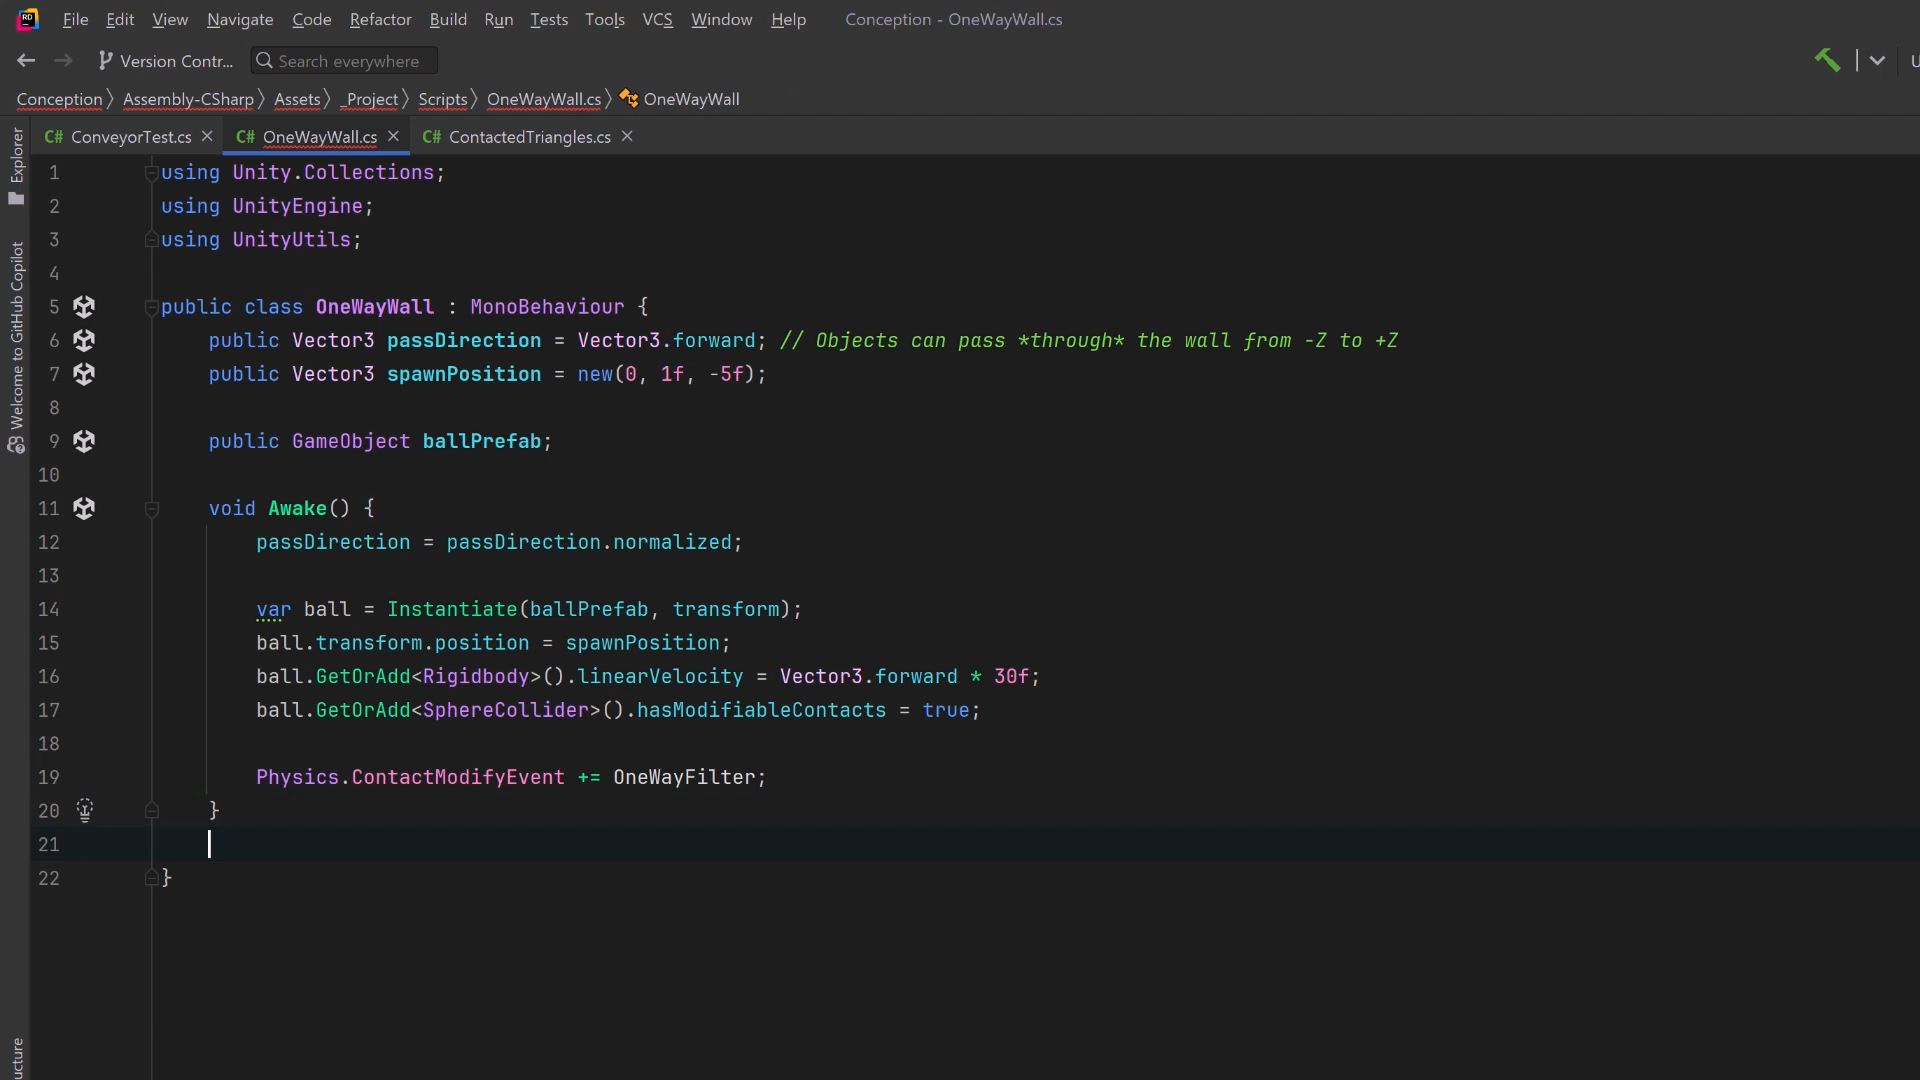 File Edit View Navigate Code Refactor Build Run Tests Tools VCS Window Help Conception - OneWayWall.cs
Version Contr... Search everywhere
Conception Assembly-CSharp Assets _Project Scripts OneWayWall.cs OneWayWall
C# ConveyorTest.cs C# OneWayWall.cs C# ContactedTriangles.cs
Explorer
Welcome to GitHub Copilot
1 using Unity.Collections;
2 using UnityEngine;
3 using UnityUtils;
4
5 public class OneWayWall : MonoBehaviour {
6 public Vector3 passDirection = Vector3.forward; // Objects can pass *through* the wall from -Z to +Z
7 public Vector3 spawnPosition = new(0, 1f, -5f);
8
9 public GameObject ballPrefab;
10
11 void Awake() {
12 passDirection = passDirection.normalized;
13
14 var ball = Instantiate(ballPrefab, transform);
15 ball.transform.position = spawnPosition;
16 ball.GetOrAdd<Rigidbody>().linearVelocity = Vector3.forward * 30f;
17 ball.GetOrAdd<SphereCollider>().hasModifiableContacts = true;
18
19 Physics.ContactModifyEvent += OneWayFilter;
20 }
21
22 }